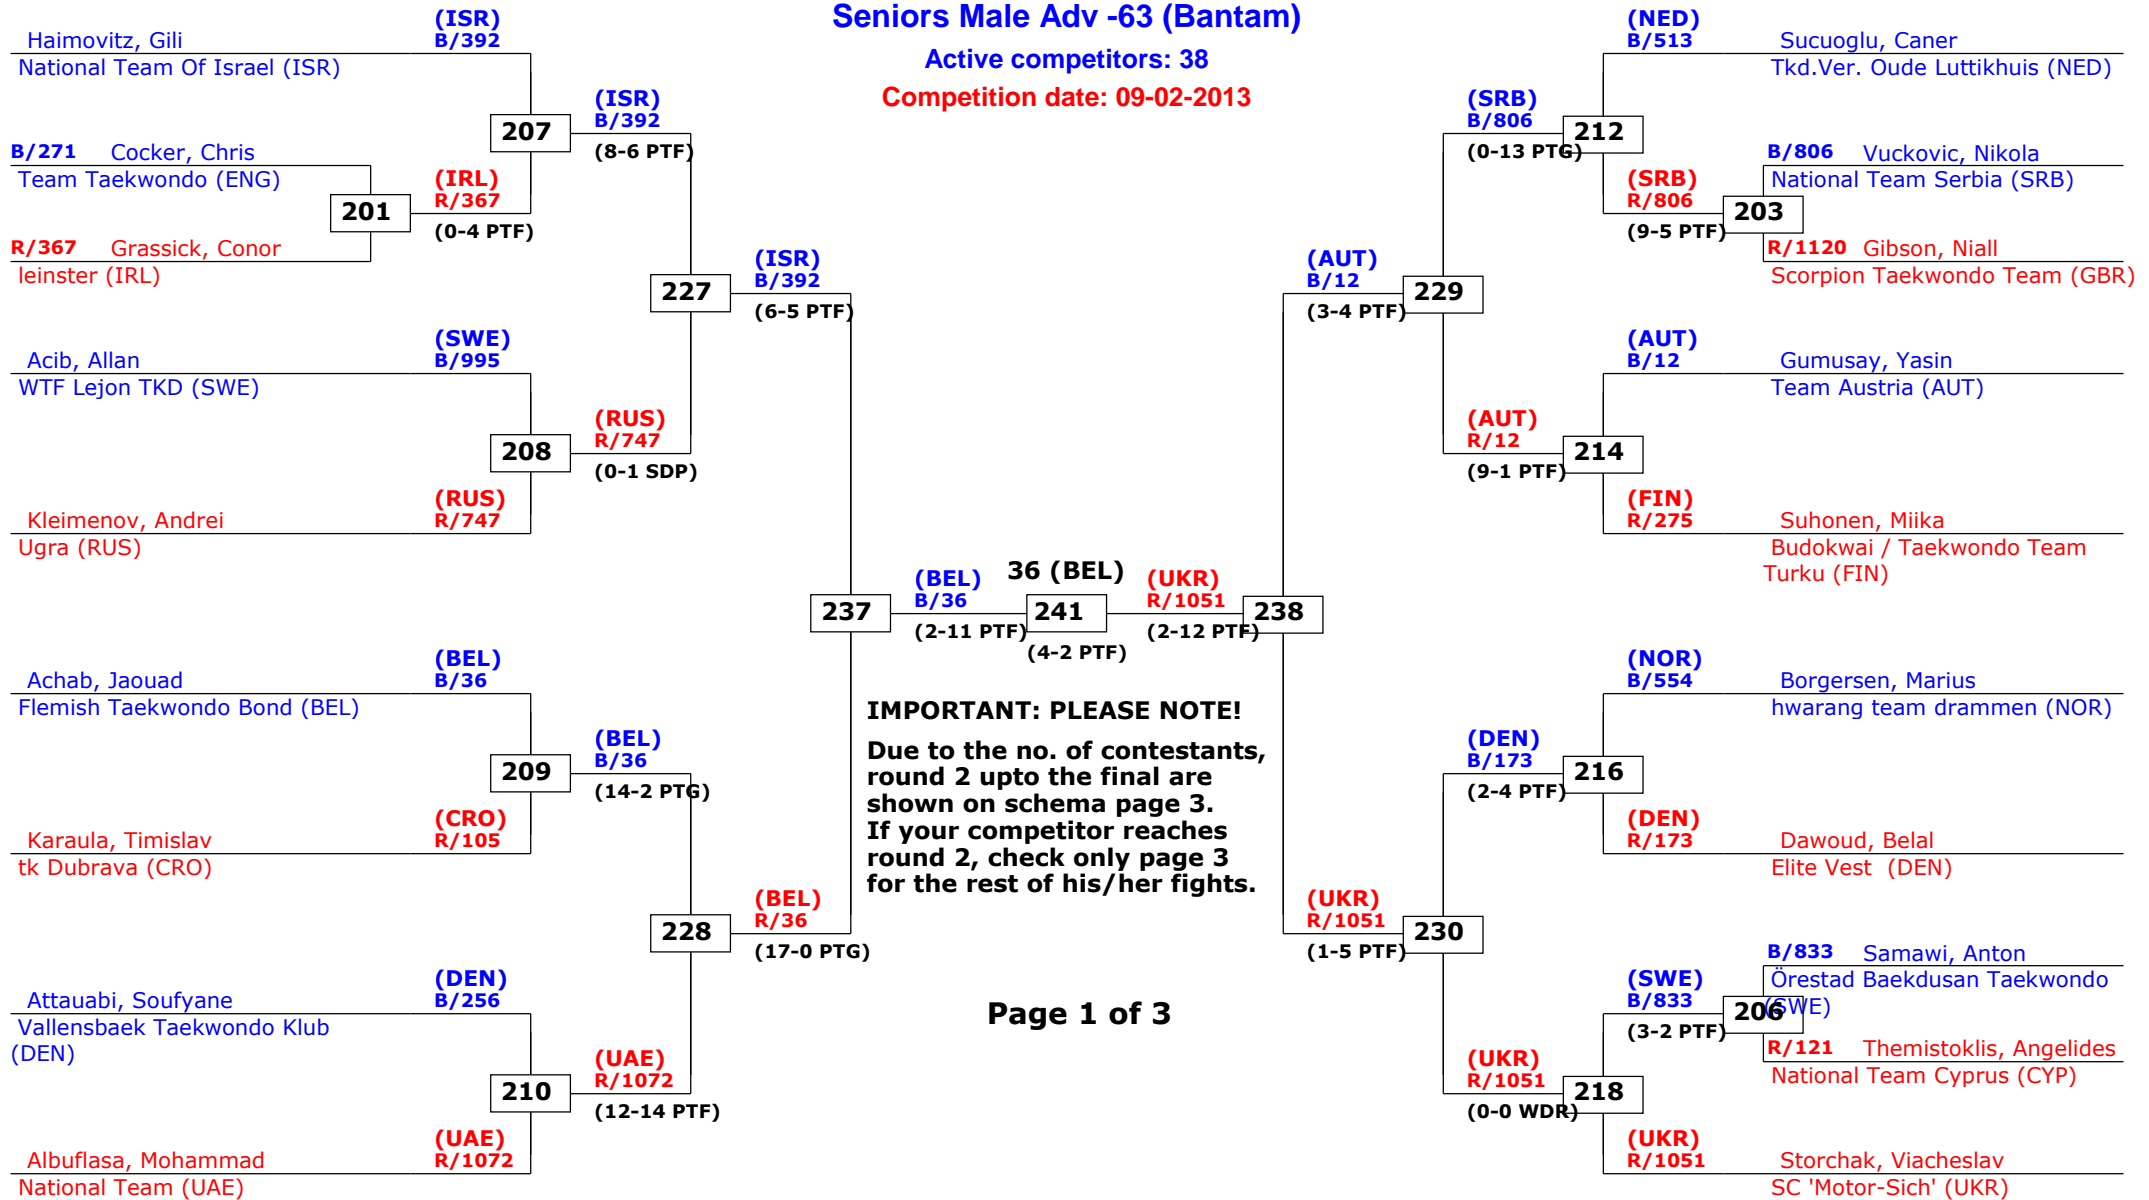 Seniors Male Adv -63 (Bantam)
Active competitors: 38
Competition date: 09-02-2013
Haimovitz, Gili
National Team Of Israel (ISR)
(ISR)
B/392
207
(ISR)
B/392
(8-6 PTF)
B/271 Cocker, Chris
Team Taekwondo (ENG)
201
(IRL)
R/367
(0-4 PTF)
R/367 Grassick, Conor
leinster (IRL)
227
(ISR)
B/392
(6-5 PTF)
Acib, Allan
WTF Lejon TKD (SWE)
(SWE)
B/995
208
(RUS)
R/747
(0-1 SDP)
Kleimenov, Andrei
Ugra (RUS)
(RUS)
R/747
237
(BEL)
B/36
(2-11 PTF)
36 (BEL)
241
(4-2 PTF)
(UKR)
R/1051
(2-12 PTF)
238
Achab, Jaouad
Flemish Taekwondo Bond (BEL)
(BEL)
B/36
209
(BEL)
B/36
(14-2 PTG)
Karaula, Timislav
tk Dubrava (CRO)
(CRO)
R/105
228
(BEL)
R/36
(17-0 PTG)
Attauabi, Soufyane
Vallensbaek Taekwondo Klub
(DEN)
(DEN)
B/256
210
(UAE)
R/1072
(12-14 PTF)
Albuflasa, Mohammad
National Team (UAE)
(UAE)
R/1072
IMPORTANT: PLEASE NOTE!
Due to the no. of contestants,
round 2 upto the final are
shown on schema page 3.
If your competitor reaches
round 2, check only page 3
for the rest of his/her fights.
Page 1 of 3
(NED)
B/513
Sucuoglu, Caner
Tkd.Ver. Oude Luttikhuis (NED)
(SRB)
B/806
(0-13 PTG)
212
B/806 Vuckovic, Nikola
National Team Serbia (SRB)
(SRB)
R/806
(9-5 PTF)
203
R/1120 Gibson, Niall
Scorpion Taekwondo Team (GBR)
(AUT)
B/12
(3-4 PTF)
229
(AUT)
B/12
Gumusay, Yasin
Team Austria (AUT)
(AUT)
R/12
(9-1 PTF)
214
(FIN)
R/275
Suhonen, Miika
Budokwai / Taekwondo Team
Turku (FIN)
(NOR)
B/554
Borgersen, Marius
hwarang team drammen (NOR)
(DEN)
B/173
(2-4 PTF)
216
(DEN)
R/173
Dawoud, Belal
Elite Vest (DEN)
(UKR)
R/1051
(1-5 PTF)
230
B/833 Samawi, Anton
Örestad Baekdusan Taekwondo
(SWE)
(SWE)
B/833
(3-2 PTF)
206
R/121 Themistoklis, Angelides
National Team Cyprus (CYP)
(UKR)
R/1051
(0-0 WDR)
218
(UKR)
R/1051
Storchak, Viacheslav
SC 'Motor-Sich' (UKR)